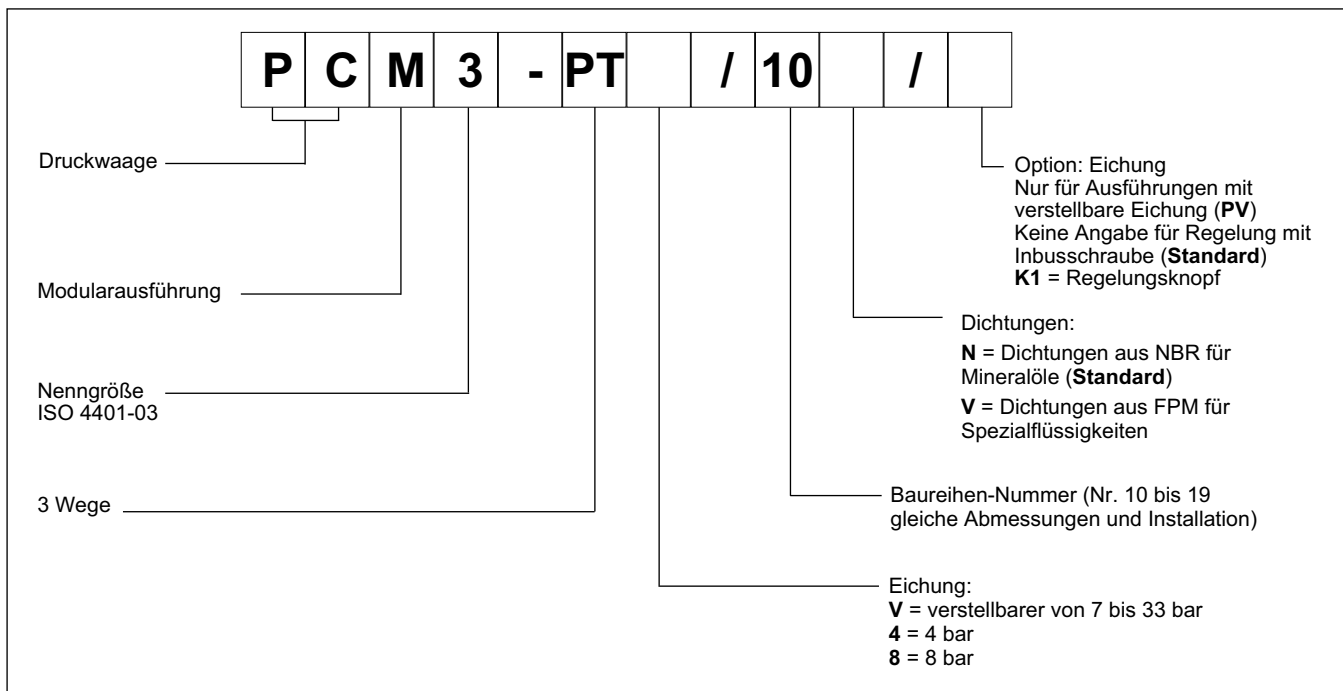 P C M 3 - PT / 10 /
Druckwaage
Modularausführung
Nenngröße
ISO 4401-03
3 Wege
Option: Eichung
Nur für Ausführungen mit
verstellbare Eichung (PV)
Keine Angabe für Regelung mit
Inbusschraube (Standard)
K1 = Regelungsknopf
Dichtungen:
N = Dichtungen aus NBR für
Mineralöle (Standard)
V = Dichtungen aus FPM für
Spezialflüssigkeiten
Baureihen-Nummer (Nr. 10 bis 19
gleiche Abmessungen und Installation)
Eichung:
V = verstellbarer von 7 bis 33 bar
4 = 4 bar
8 = 8 bar